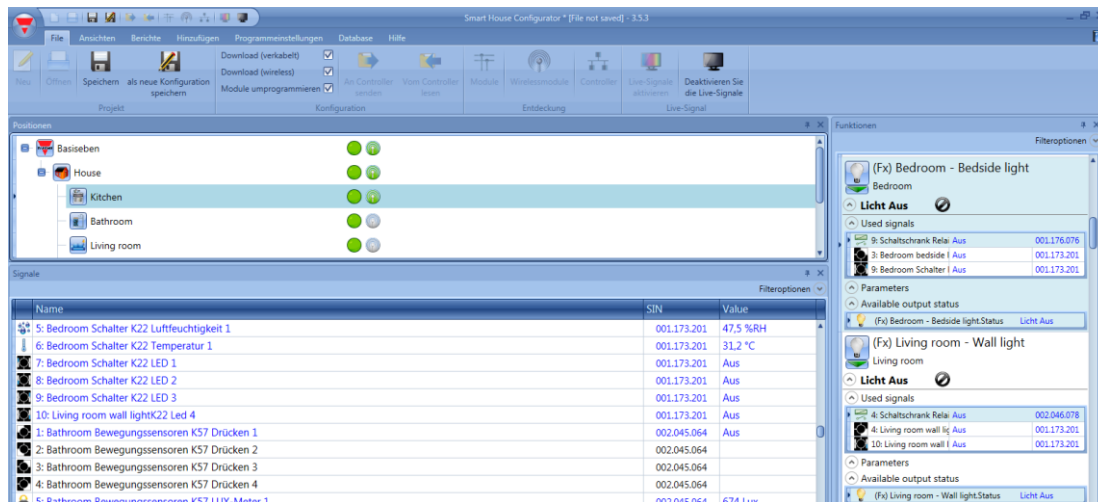 Smart House Configurator * [File not saved] - 3.5.3
File Ansichten Berichte Hinzufügen Programmeinstellungen Database Hilfe
Neu Öffnen Speichern als neue Konfiguration speichern
Download (verkabelt)
Download (wireless)
Module umprogrammieren
An Controller senden
Vom Controller lesen
Module Wirelessmodule Controller
Live-Signale aktivieren
Deaktivieren Sie die Live-Signale
Projekt Konfiguration Entdeckung Live-Signal
Positionen
Basiseben
House
Kitchen
Bathroom
Living room
Signale
Filteroptionen
Name SIN Value
5: Bedroom Schalter K22 Luftfeuchtigkeit 1 001.173.201 47,5 %RH
6: Bedroom Schalter K22 Temperatur 1 001.173.201 31,2 °C
7: Bedroom Schalter K22 LED 1 001.173.201 Aus
8: Bedroom Schalter K22 LED 2 001.173.201 Aus
9: Bedroom Schalter K22 LED 3 001.173.201 Aus
10: Living room wall lightK22 Led 4 001.173.201 Aus
1: Bathroom Bewegungssensoren K57 Drücken 1 002.045.064 Aus
2: Bathroom Bewegungssensoren K57 Drücken 2 002.045.064
3: Bathroom Bewegungssensoren K57 Drücken 3 002.045.064
4: Bathroom Bewegungssensoren K57 Drücken 4 002.045.064
5: Bathroom Bewegungssensoren K57 LUX-Meter 1 002.045.064 674 Lux
Funktionen
Filteroptionen
(Fx) Bedroom - Bedside light
Bedroom
Licht Aus
Used signals
9: Schaltschrank Relai Aus 001.176.076
3: Bedroom bedside l Aus 001.173.201
9: Bedroom Schalter l Aus 001.173.201
Parameters
Available output status
(Fx) Bedroom - Bedside light.Status Licht Aus
(Fx) Living room - Wall light
Living room
Licht Aus
Used signals
4: Schaltschrank Relai Aus 002.046.078
4: Living room wall lig Aus 001.173.201
10: Living room wall l Aus 001.173.201
Parameters
Available output status
(Fx) Living room - Wall light.Status Licht Aus